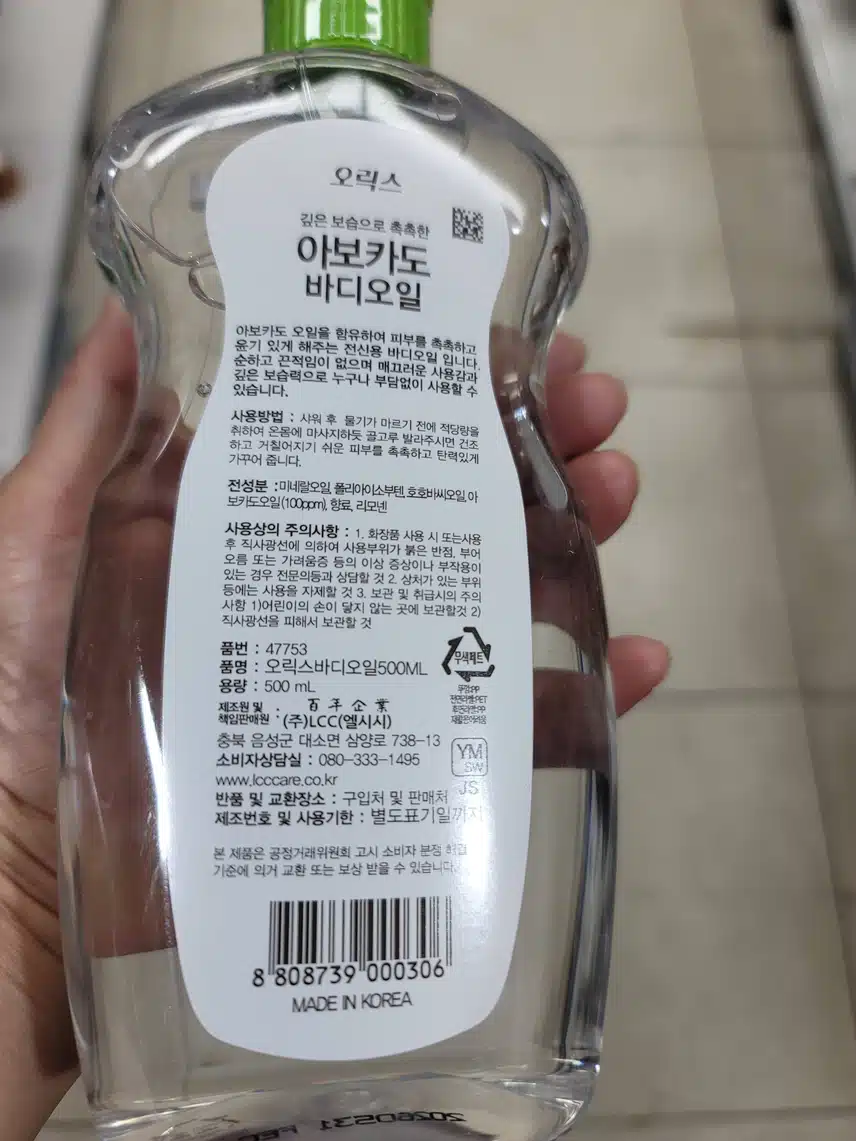 오릭스
깊은 보습으로 촉촉한
아보카도
바디오일
아보카도 오일을 함유하여 피부를 촉촉하고
윤기 있게 해주는 전신용 바디오일 입니다.
순하고 끈적임이 없으며 매끄러운 사용감과
깊은 보습력으로 누구나 부담없이 사용할 수
있습니다.
사용방법 : 샤워 후 물기가 마르기 전에 적당량을
취하여 온몸에 마사지하듯 골고루 발라주시면 건조
하고 거칠어지기 쉬운 피부를 촉촉하고 탄력있게
가꾸어 줍니다.
전성분 : 미네랄오일, 폴리아이소부텐, 호호바씨오일, 아
보카도오일(100ppm), 향료, 리모넨
사용상의 주의사항 : 1. 화장품 사용 시 또는사용
후 직사광선에 의하여 사용부위가 붉은 반점, 부어
오름 또는 가려움증 등의 이상 증상이나 부작용이
있는 경우 전문의등과 상담할 것 2. 상처가 있는 부위
등에는 사용을 자제할 것 3. 보관 및 취급시의 주의
사항 1)어린이의 손이 닿지 않는 곳에 보관할것 2)
직사광선을 피해서 보관할 것
품번 : 47753
품명 : 오릭스바디오일500ML
용량 : 500 mL
무색페트
뚜껑:PP
제조원 및
책임판매원 :
百年企業
(주)LCC(엘시시)
충북 음성군 대소면 삼양로 738-13
소비자상담실 : 080-333-1495
www.lcccare.co.kr
YM
SW
JS
반품 및 교환장소 : 구입처 및 판매처
제조번호 및 사용기한 : 별도표기일까지
본 제품은 공정거래위원회 고시 소비자 분쟁 해결
기준에 의거 교환 또는 보상 받을 수 있습니다.
8 808739 000306
MADE IN KOREA
20260531